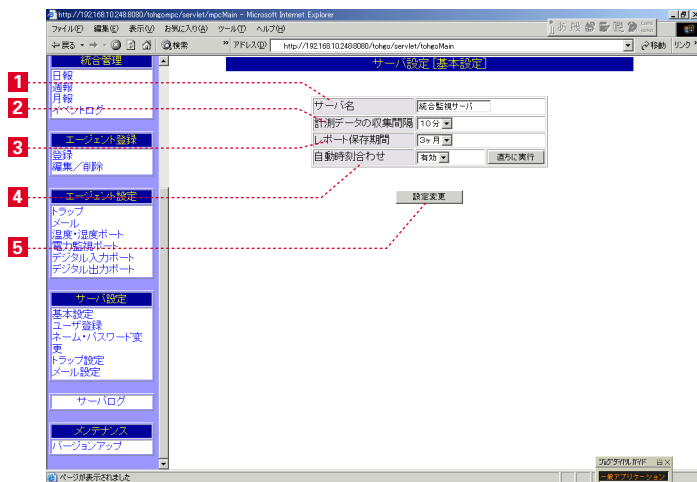 http://192.168.10.248:8080/tohgompc/servlet/mpcMain - Microsoft Internet Explorer
ファイル(F) 編集(E) 表示(V) お気に入り(A) ツール(T) ヘルプ(H)
戻る 検索 » アドレス(D) http://192.168.10.248:8080/tohgo/servlet/tohgoMain 移動 リンク »
統合管理
日報
週報
月報
イベントログ
エージェント登録
登録
編集／削除
エージェント設定
トラップ
メール
温度・湿度ポート
電力監視ポート
デジタル入力ポート
デジタル出力ポート
サーバ設定
基本設定
ユーザ登録
ネーム・パスワード変
更
トラップ設定
メール設定
サーバログ
メンテナンス
バージョンアップ
サーバ設定 [基本設定]
サーバ名 統合監視サーバ
計測データの収集間隔 10分
レポート保存期間 3ヶ月
自動時刻合わせ 有効 直ちに実行
設定変更
1
2
3
4
5
ページが表示されました
一般アプリケーション